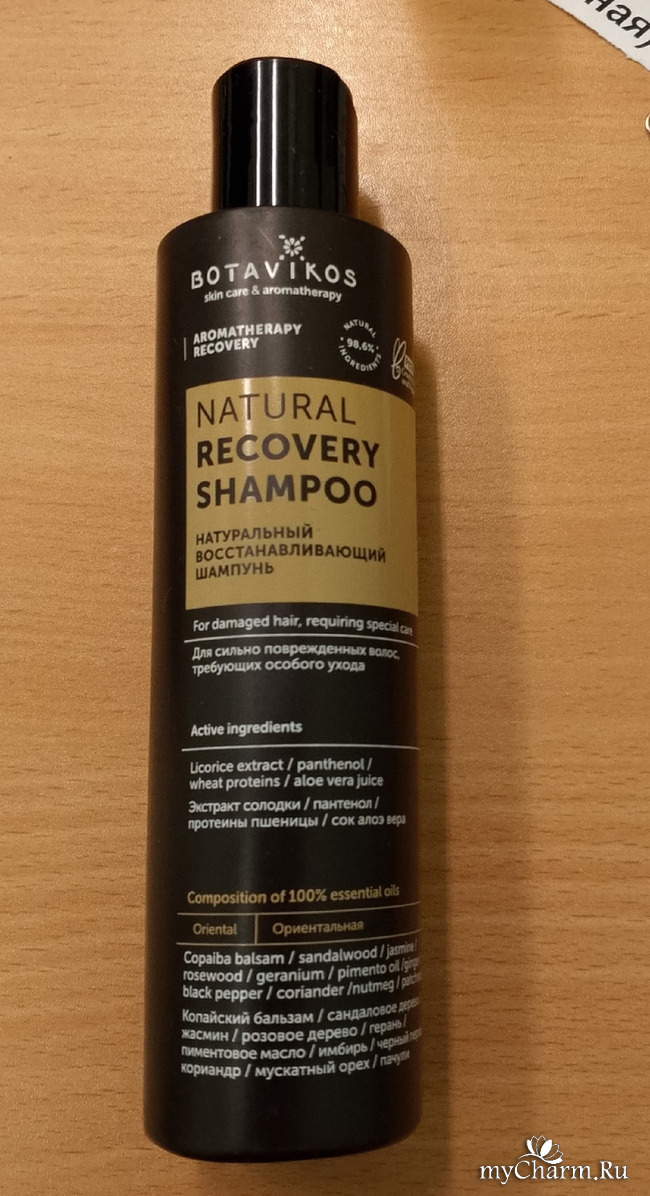 ная)
BOTAVIKOS
skin care & aromatherapy
AROMATHERAPY
RECOVERY
NATURAL
98,6%
INGREDIENTS
NATURAL
RECOVERY
SHAMPOO
НАТУРАЛЬНЫЙ
ВОССТАНАВЛИВАЮЩИЙ
ШАМПУНЬ
For damaged hair, requiring special care
Для сильно поврежденных волос,
требующих особого ухода
Active ingredients
Licorice extract / panthenol /
wheat proteins / aloe vera juice
Экстракт солодки / пантенол /
протеины пшеницы / сок алоэ вера
Composition of 100% essential oils
Oriental Ориентальная
Copaiba balsam / sandalwood / jasmine /
rosewood / geranium / pimento oil /ginger
black pepper / coriander /nutmeg /
Копайский бальзам / сандаловое
жасмин / розовое дерево / герань /
пиментовое масло / имбирь / черный
кориандр / мускатный орех / пачули
myCharm.Ru